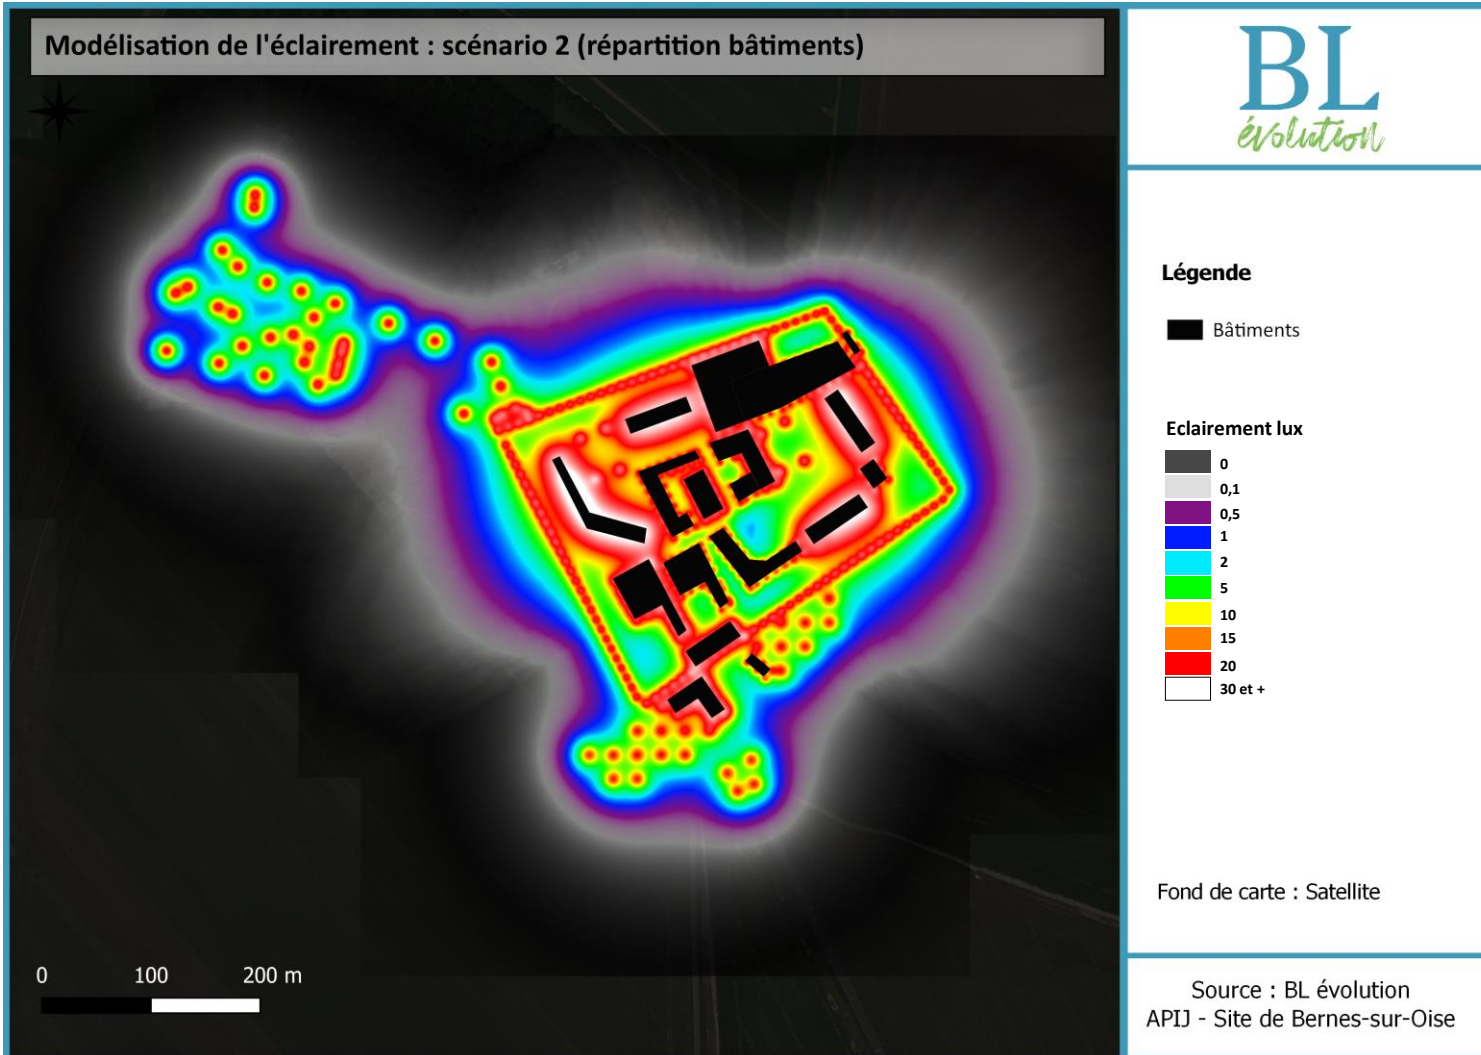 Modélisation de l'éclairement : scénario 2 (répartition bâtiments)
BL
évolution
Légende
Bâtiments
Eclairement lux
0
0,1
0,5
1
2
5
10
15
20
30 et +
Fond de carte : Satellite
0 100 200 m
Source : BL évolution
APIJ - Site de Bernes-sur-Oise